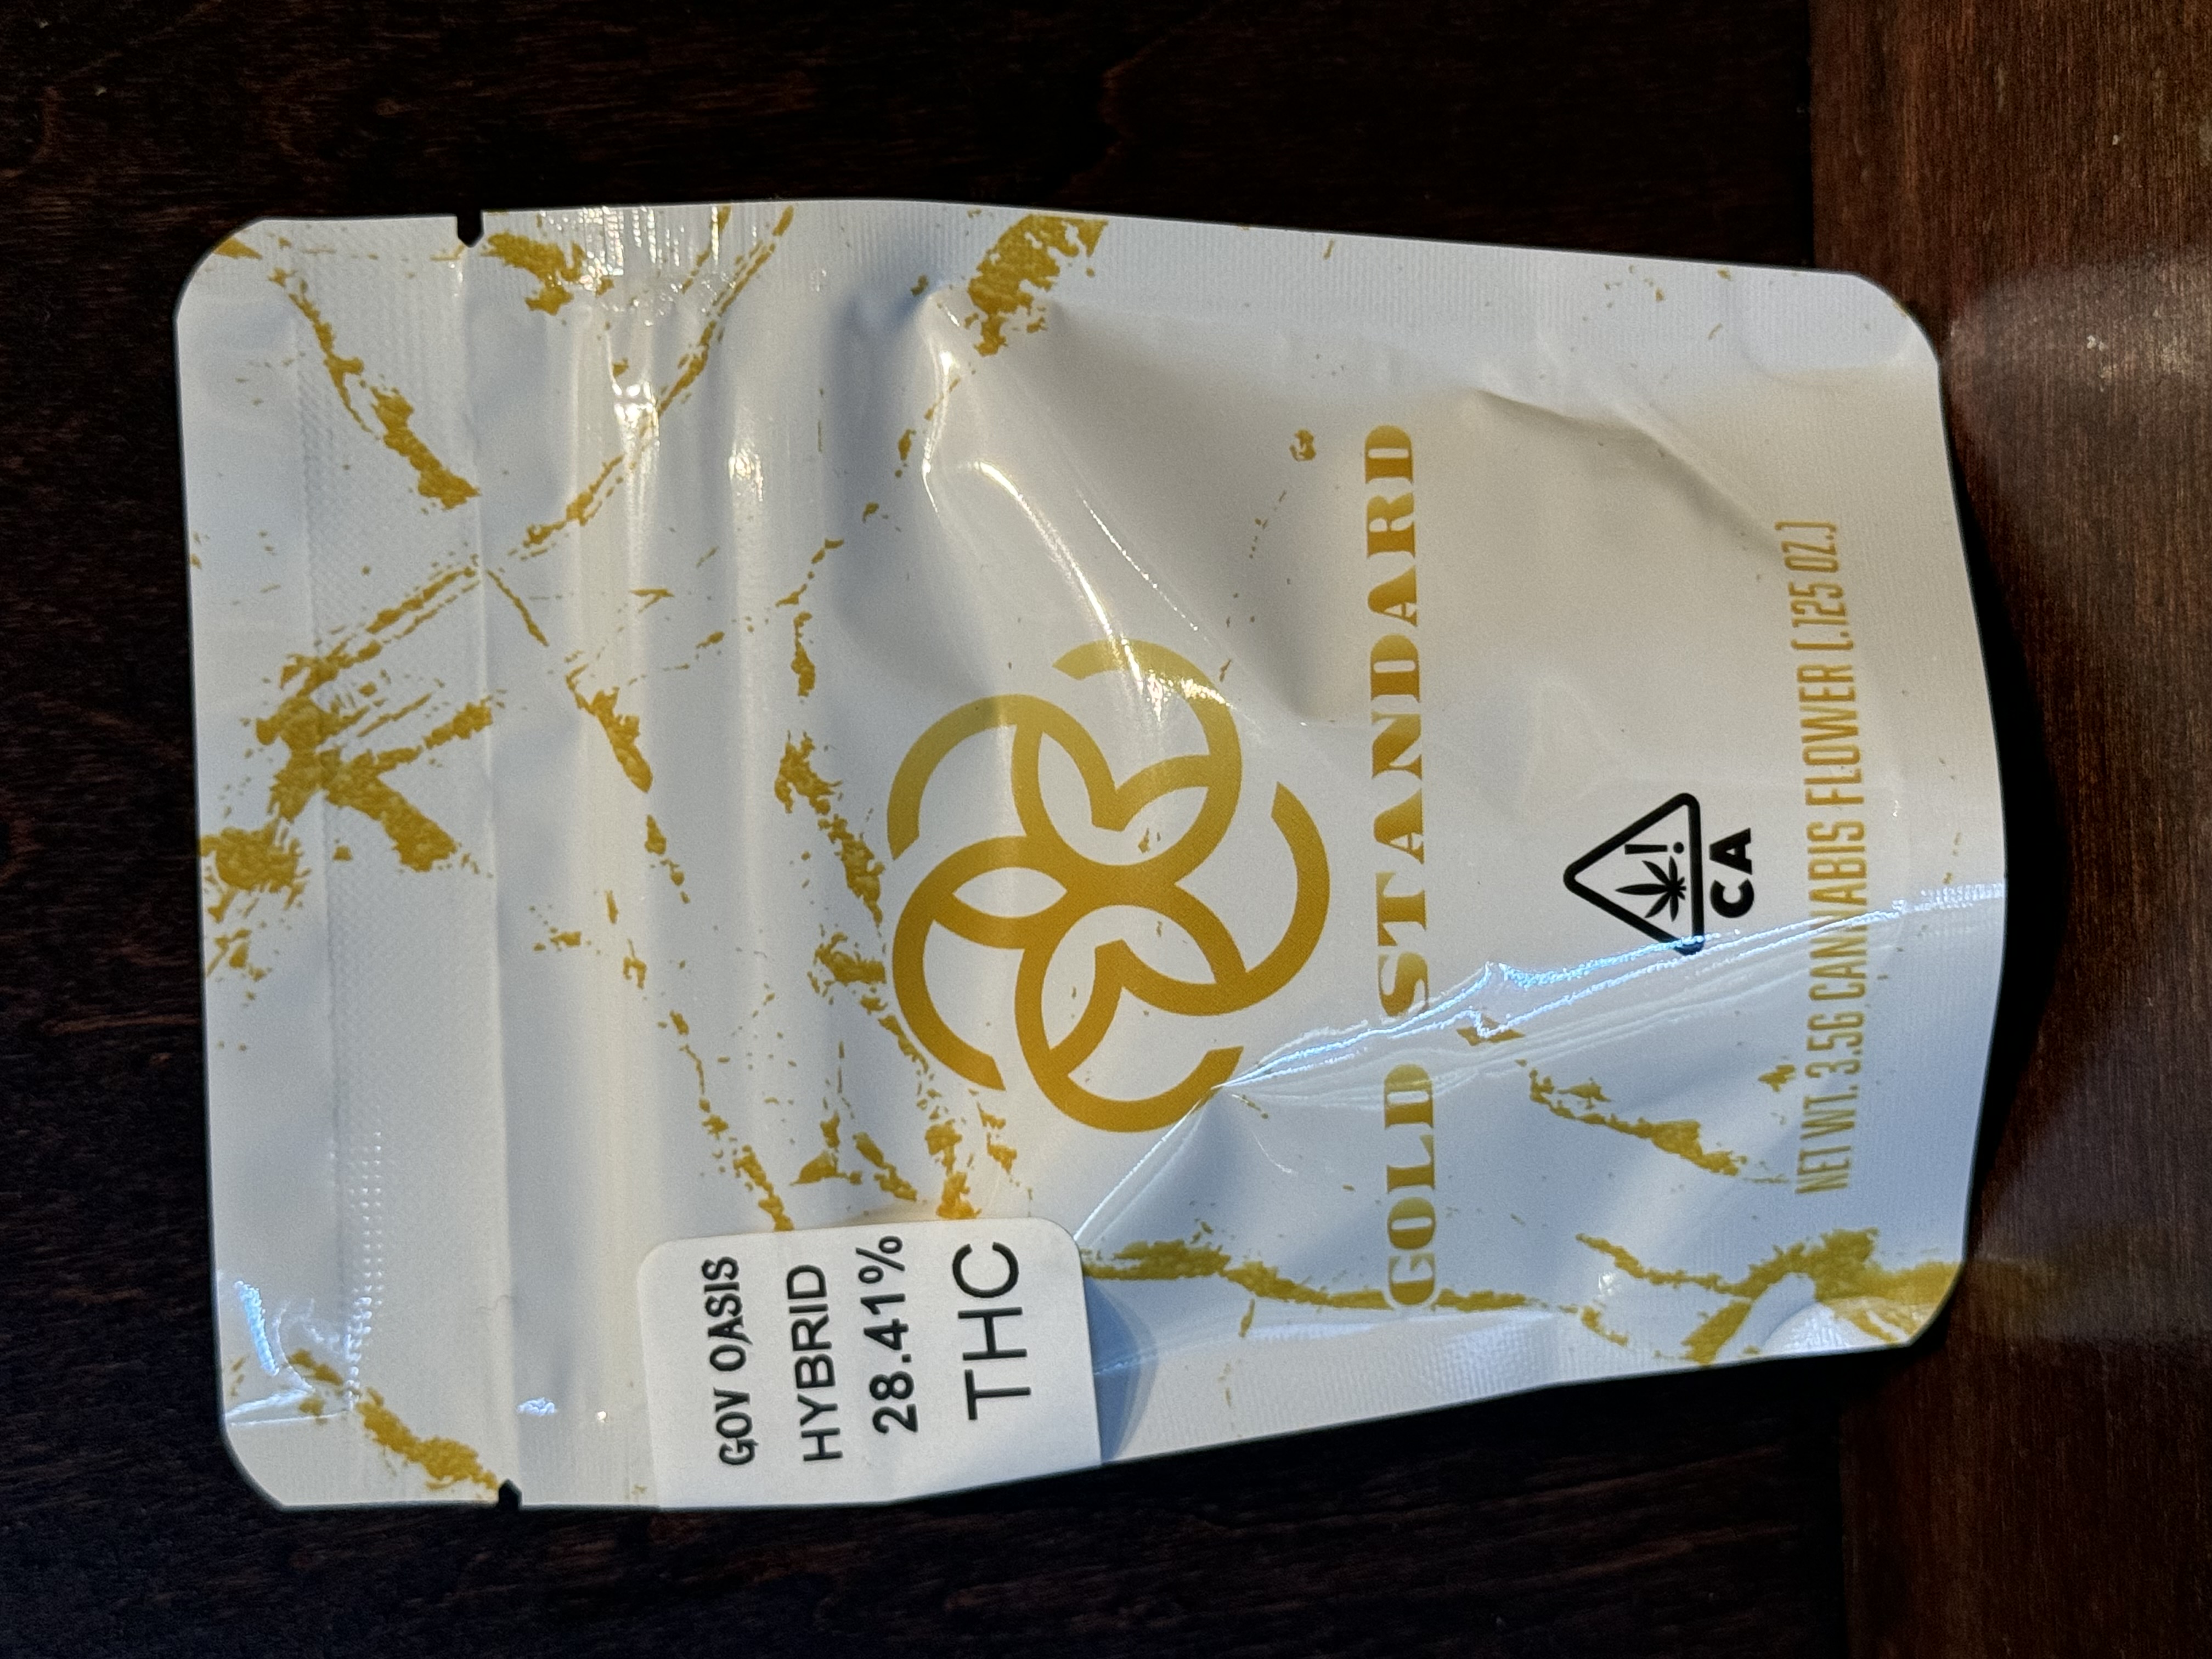 GOV OASIS
HYBRID
28.41%
THC
GOLD STANDARD
CA
NET WT. 3.5G CANNABIS FLOWER (.125 OZ.)